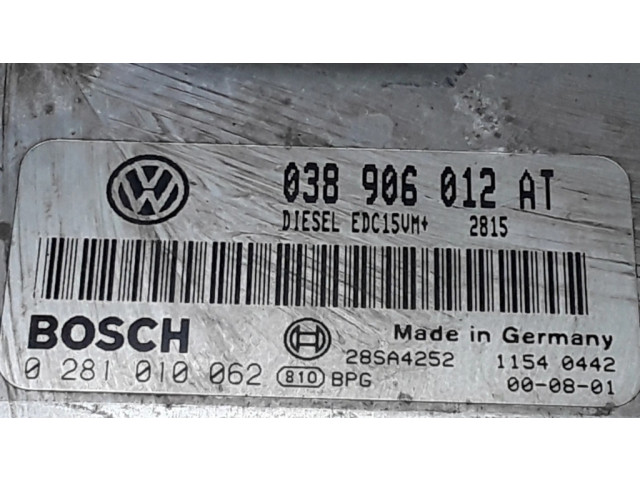 038 906 012 AT
DIESEL EDC15VM+ 2815
BOSCH
Made in Germany
28SA4252 1154 0442
0 281 010 062 810 BPG 00-08-01